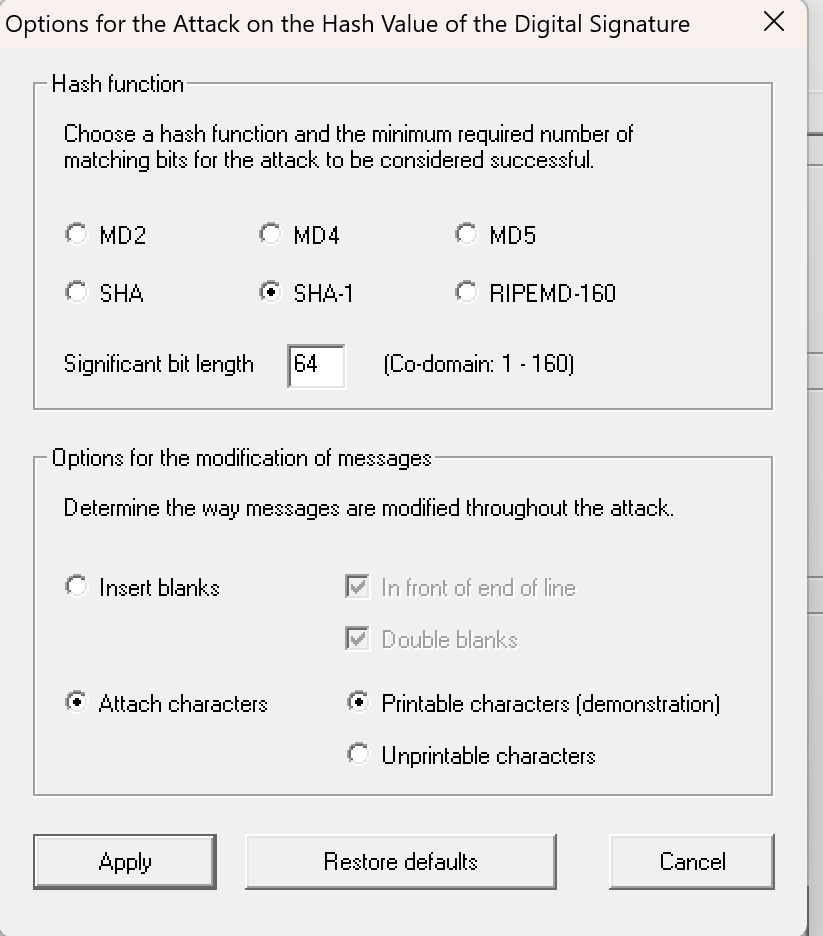 Options for the Attack on the Hash Value of the Digital Signature
Hash function
Choose a hash function and the minimum required number of
matching bits for the attack to be considered successful.
MD2 MD4 MD5
SHA SHA-1 RIPEMD-160
Significant bit length 64 (Co-domain: 1 - 160)
Options for the modification of messages
Determine the way messages are modified throughout the attack.
Insert blanks In front of end of line
Double blanks
Attach characters Printable characters (demonstration)
Unprintable characters
Apply Restore defaults Cancel